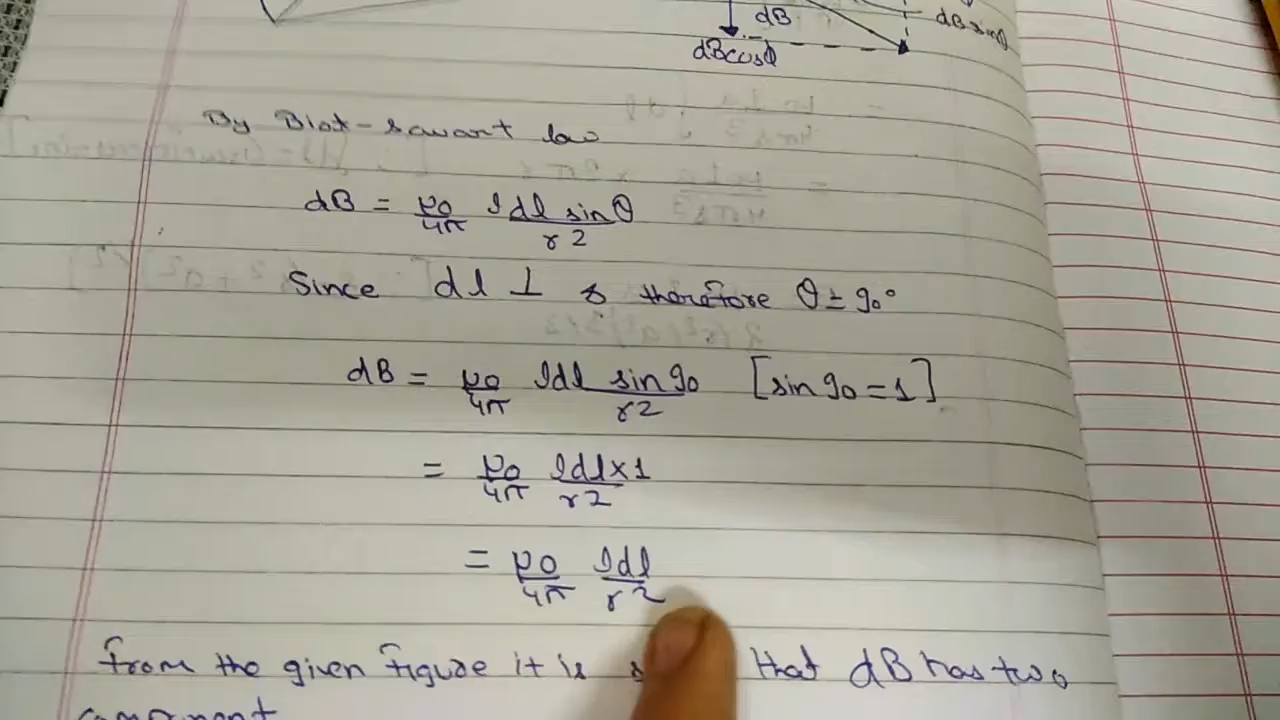 dB
dB sinθ
dBcosθ
By Biot-savart law
dB = μ0/4π Idl sinθ/r2
Since dl ⊥ r therefore θ = 90°
dB = μ0/4π Idl sin90/r2 [sin90 = 1]
= μ0/4π Idl×1/r2
= μ0/4π Idl/r2
from the given figure it is that dB has two
component